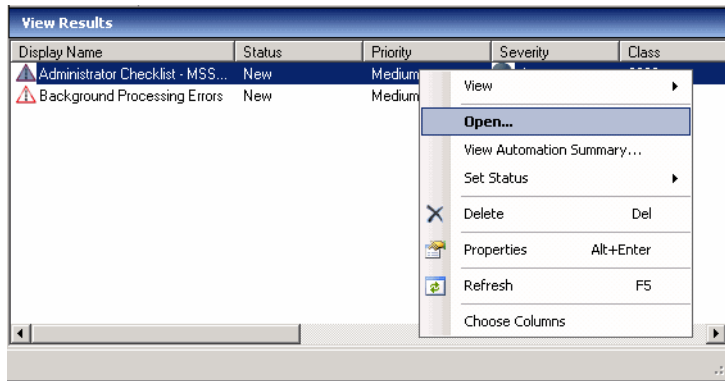 View Results
Display Name Status Priority Severity Class
Administrator Checklist - MSS... New Medium
Background Processing Errors New Medium
View
Open...
View Automation Summary...
Set Status
Delete Del
Properties Alt+Enter
Refresh F5
Choose Columns